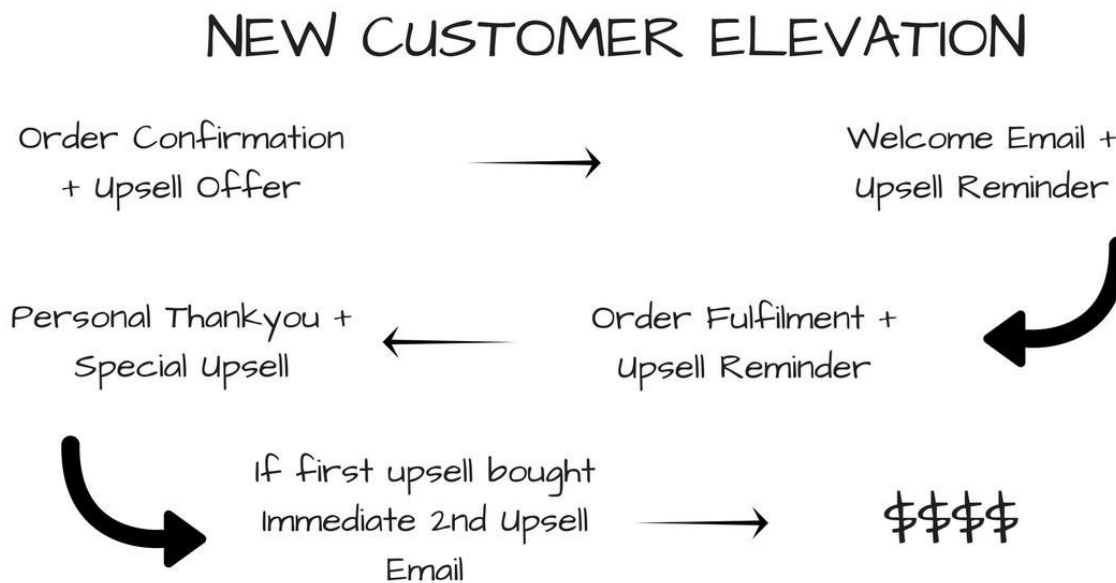 NEW CUSTOMER ELEVATION
Order Confirmation
+ Upsell Offer
Welcome Email +
Upsell Reminder
Order Fulfilment +
Upsell Reminder
Personal Thankyou +
Special Upsell
If first upsell bought
Immediate 2nd Upsell
Email
$$$$